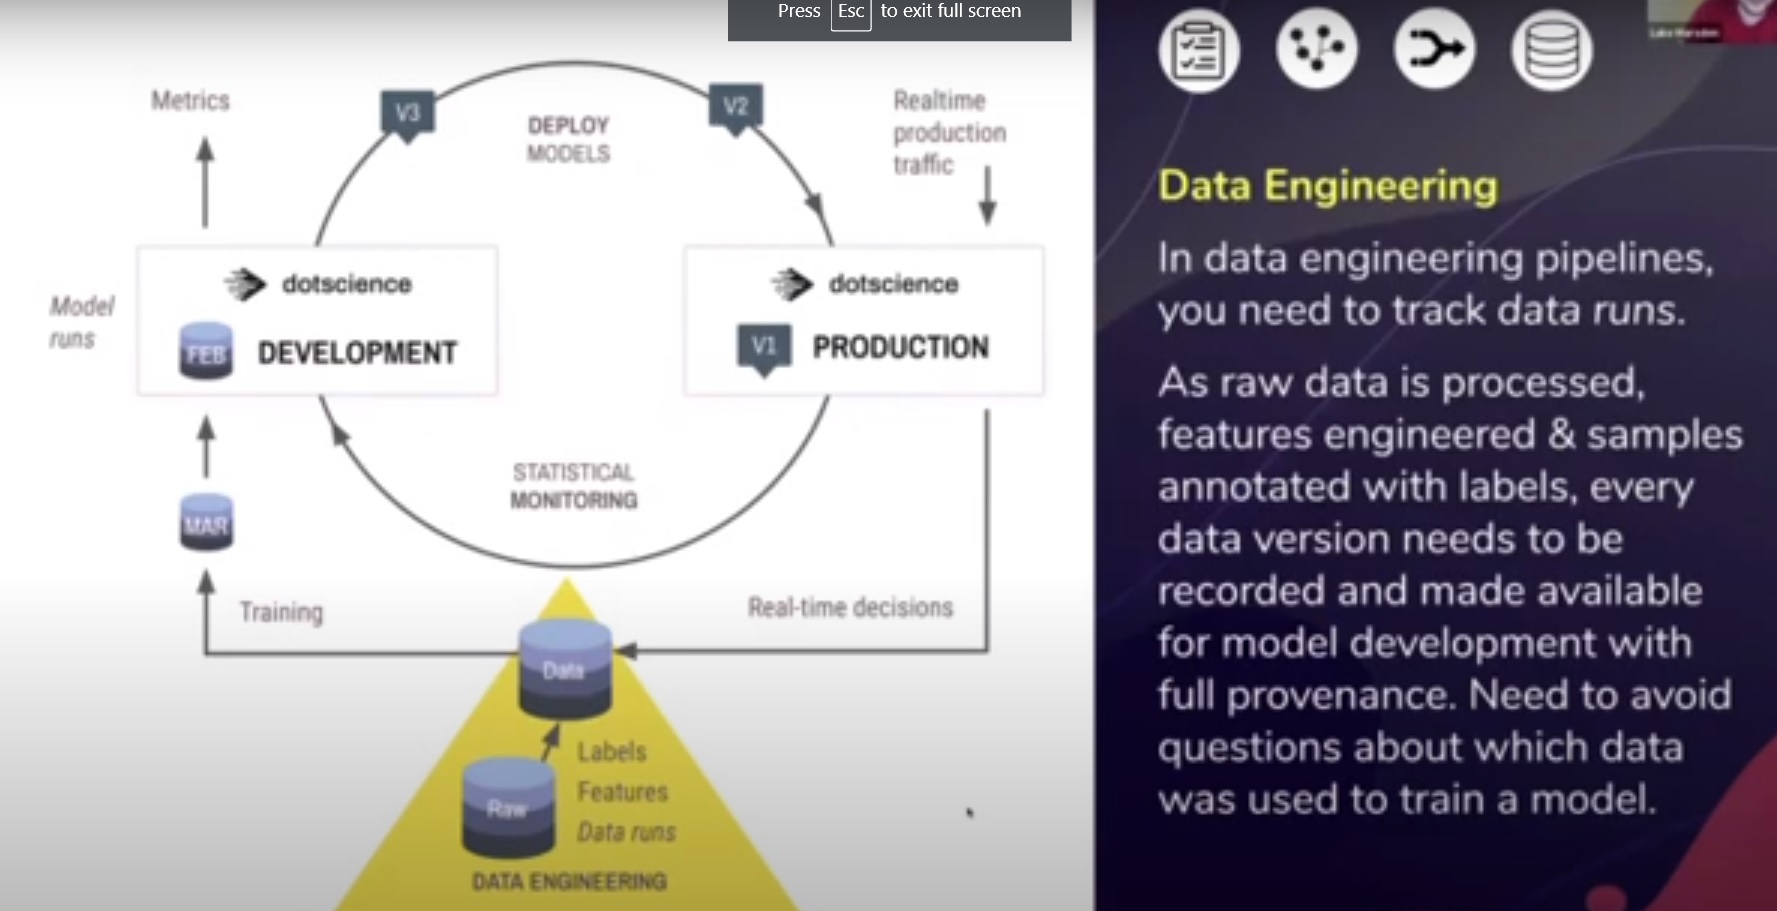 Press Esc to exit full screen
Metrics
V3
DEPLOY
MODELS
V2
Realtime
production
traffic
Model
runs
dotscience
FEB
DEVELOPMENT
dotscience
V1
PRODUCTION
STATISTICAL
MONITORING
MAR
Training
Real-time decisions
Data
Labels
Features
Data runs
Raw
DATA ENGINEERING
Luke Marsden
Data Engineering
In data engineering pipelines,
you need to track data runs.
As raw data is processed,
features engineered & samples
annotated with labels, every
data version needs to be
recorded and made available
for model development with
full provenance. Need to avoid
questions about which data
was used to train a model.